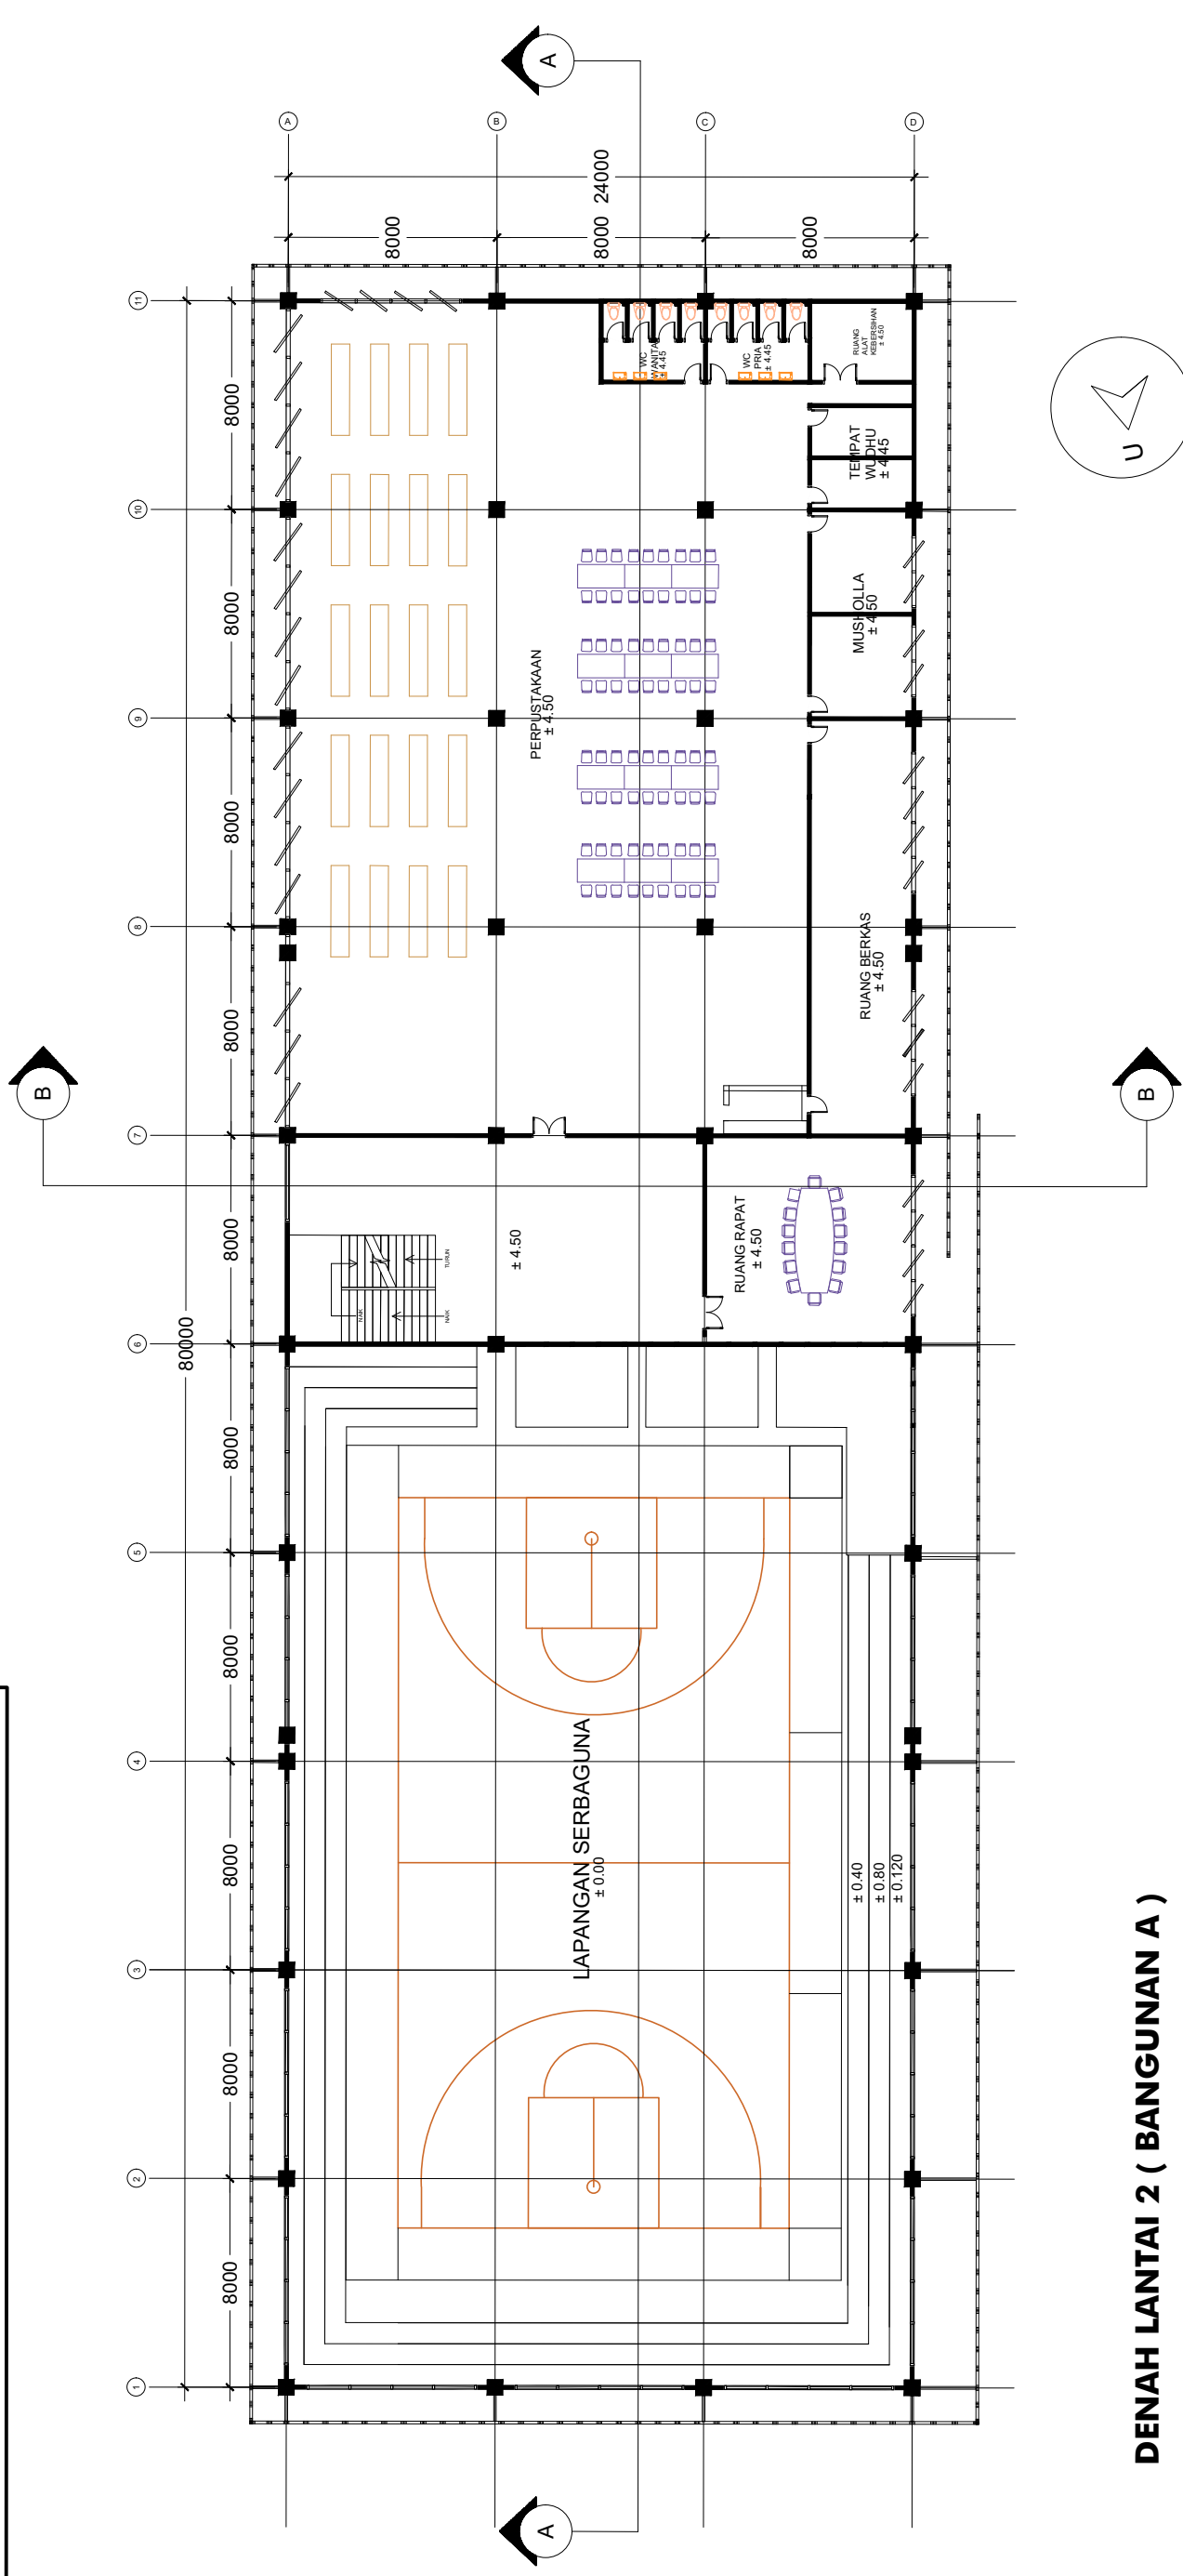 A
A
B
C
D
24000
8000
8000
8000
11
10
9
8
7
6
5
4
3
2
1
80000
8000
8000
8000
8000
8000
8000
8000
8000
8000
8000
WC
WANITA
± 4.45
WC
PRIA
± 4.45
RUANG
ALAT
KEBERSIHAN
± 4.50
TEMPAT
WUDHU
± 4.45
MUSHOLLA
± 4.50
PERPUSTAKAAN
± 4.50
RUANG BERKAS
± 4.50
U
B
B
RUANG RAPAT
± 4.50
± 4.50
NAIK
NAIK
TURUN
LAPANGAN SERBAGUNA
± 0.00
± 0.40
± 0.80
± 0.120
A
DENAH LANTAI 2 ( BANGUNAN A )